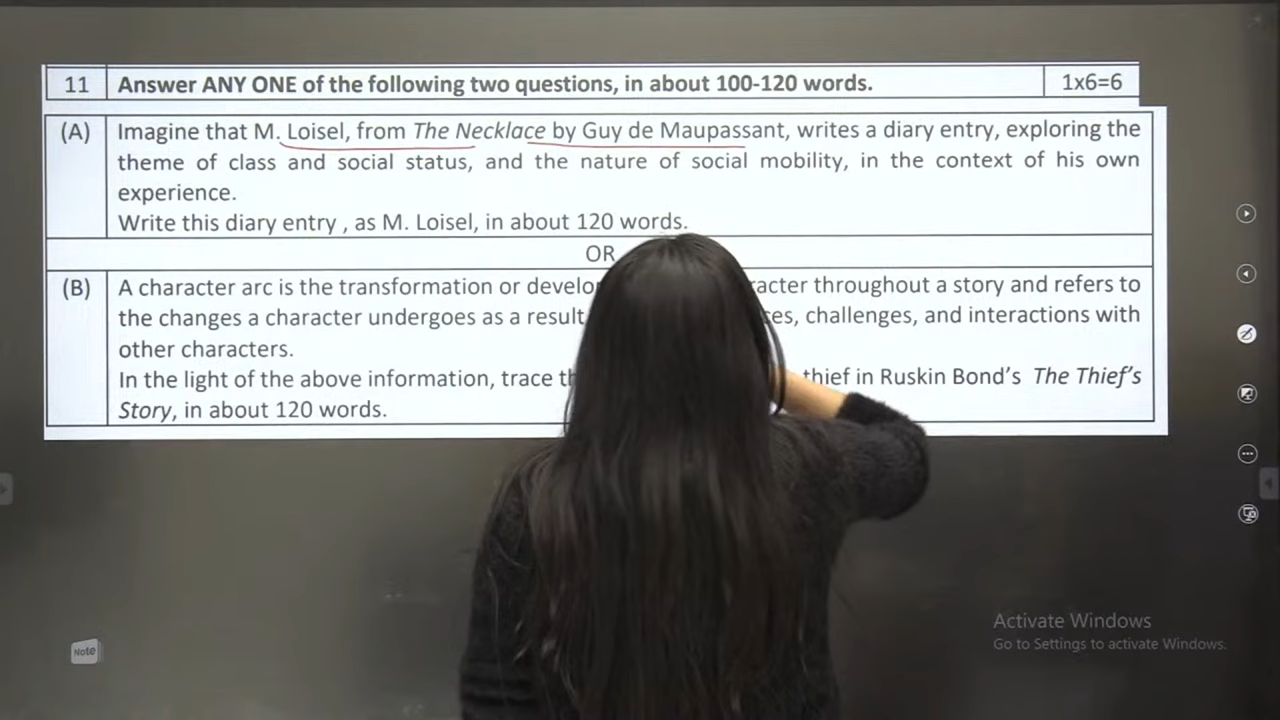 11 Answer ANY ONE of the following two questions, in about 100-120 words. 1x6=6
(A) Imagine that M. Loisel, from The Necklace by Guy de Maupassant, writes a diary entry, exploring the
theme of class and social status, and the nature of social mobility, in the context of his own
experience.
Write this diary entry , as M. Loisel, in about 120 words.
OR
(B) A character arc is the transformation or throughout a story and refers to
the changes a character undergoes as a result challenges, and interactions with
other characters.
In the light of the above information, trace thief in Ruskin Bond's The Thief's
Story, in about 120 words.
Activate Windows
Go to Settings to activate Windows.
Note